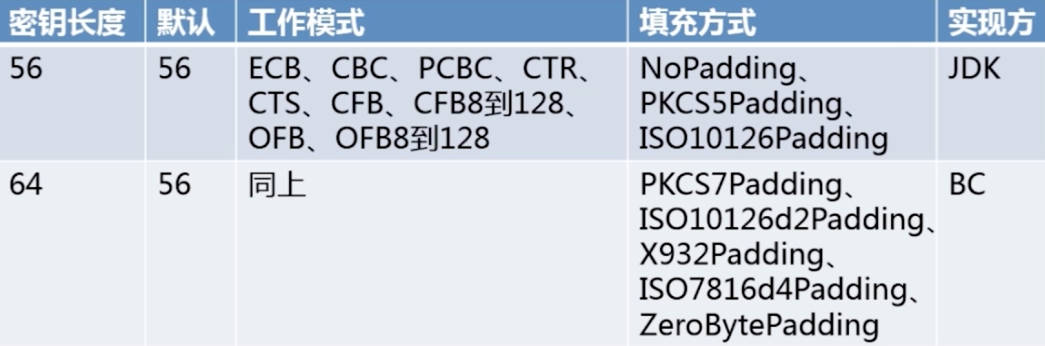 密钥长度 默认 工作模式 填充方式 实现方
56 56 ECB、CBC、PCBC、CTR、 NoPadding、 JDK
CTS、CFB、CFB8到128、 PKCS5Padding、
OFB、OFB8到128 ISO10126Padding
64 56 同上 PKCS7Padding、 BC
ISO10126d2Padding、
X932Padding、
ISO7816d4Padding、
ZeroBytePadding